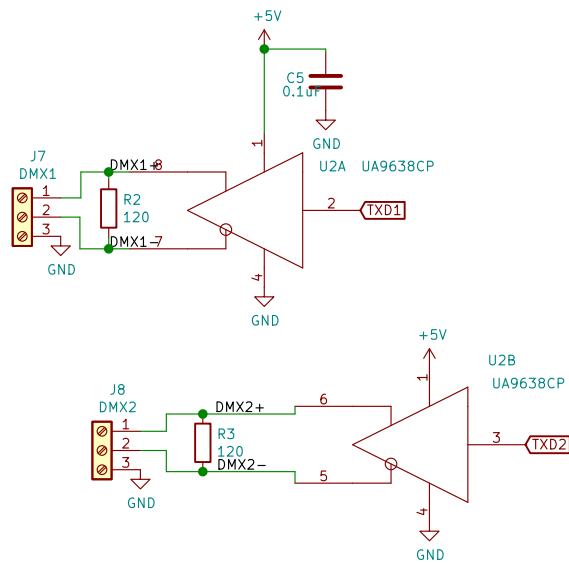 +5V
C5
0.1uF
GND
1
J7
DMX1
DMX1+
8
U2A
UA9638CP
1
2
3
R2
120
2
TXD1
DMX1-
7
GND
4
GND
+5V
1
U2B
UA9638CP
J8
DMX2
DMX2+
6
1
2
3
R3
120
3
TXD2
DMX2-
5
GND
4
GND